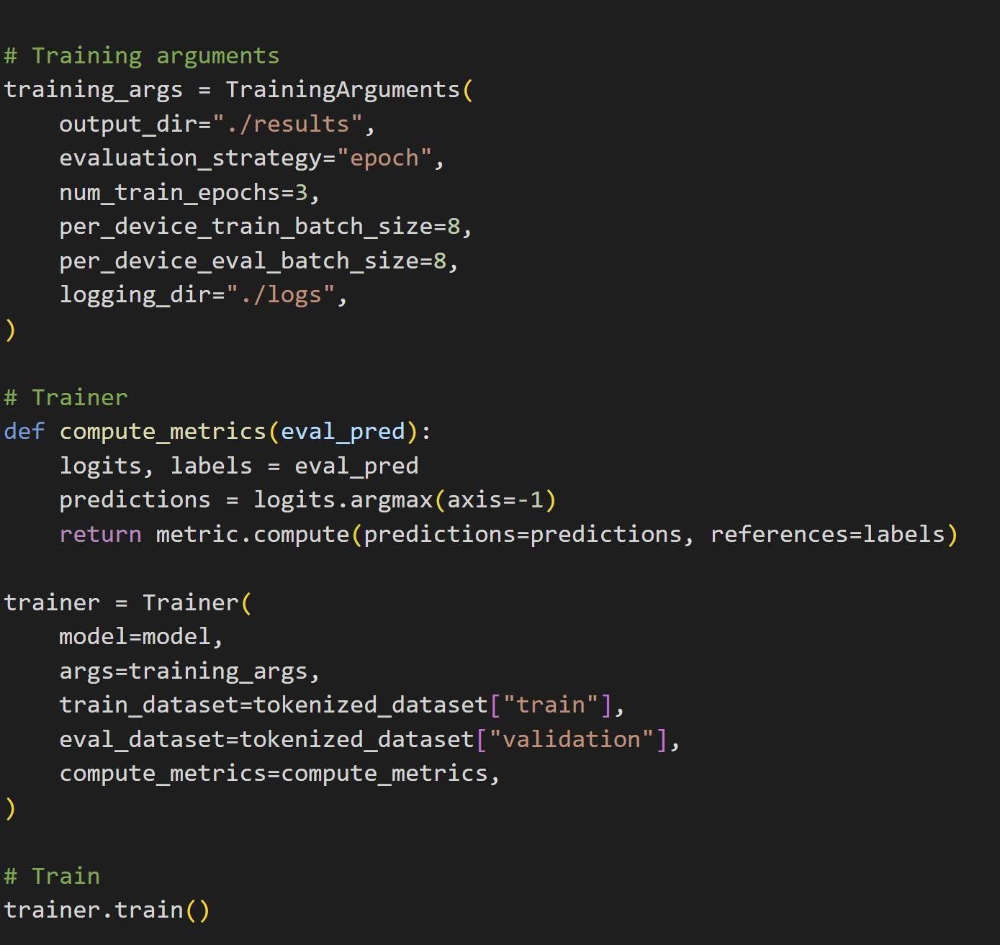 # Training arguments
training_args = TrainingArguments(
    output_dir="./results",
    evaluation_strategy="epoch",
    num_train_epochs=3,
    per_device_train_batch_size=8,
    per_device_eval_batch_size=8,
    logging_dir="./logs",
)

# Trainer
def compute_metrics(eval_pred):
    logits, labels = eval_pred
    predictions = logits.argmax(axis=-1)
    return metric.compute(predictions=predictions, references=labels)

trainer = Trainer(
    model=model,
    args=training_args,
    train_dataset=tokenized_dataset["train"],
    eval_dataset=tokenized_dataset["validation"],
    compute_metrics=compute_metrics,
)

# Train
trainer.train()